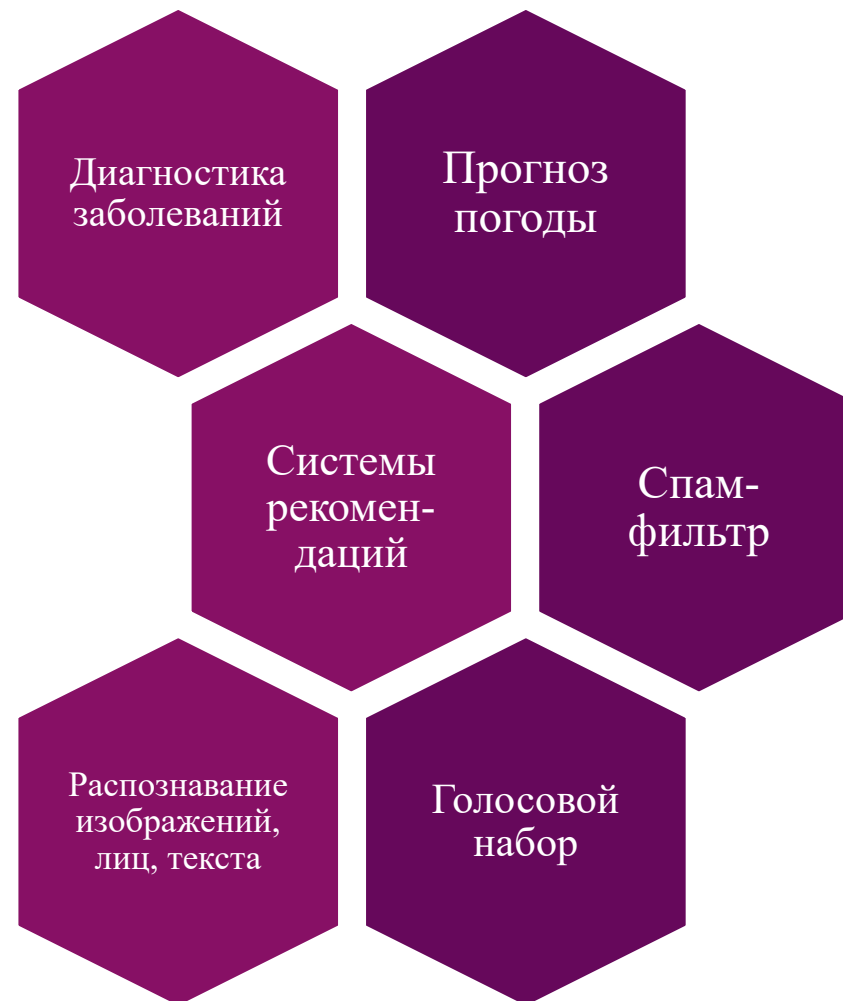 Диагностика
заболеваний
Прогноз
погоды
Системы
рекомен-
даций
Спам-
фильтр
Распознавание
изображений,
лиц, текста
Голосовой
набор